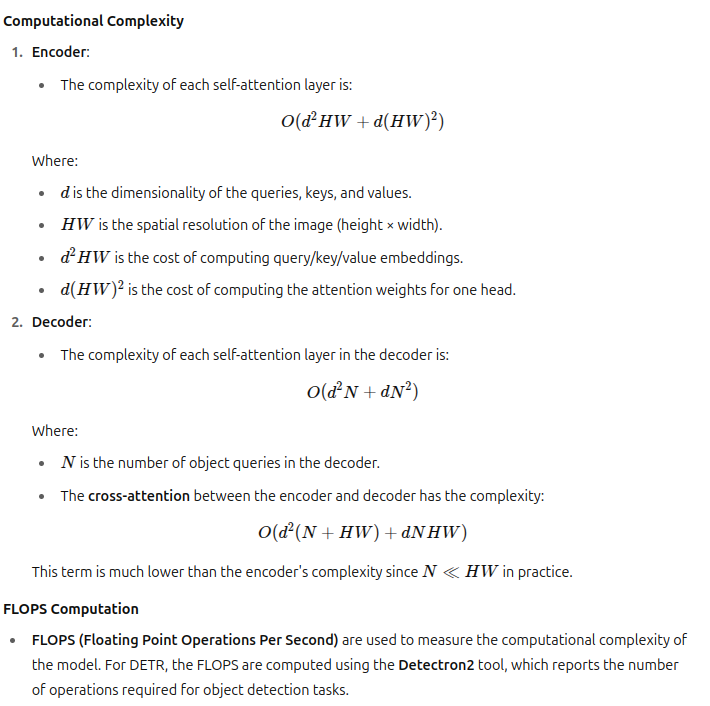 Computational Complexity
1. Encoder:
• The complexity of each self-attention layer is:
O(d²HW + d(HW)²)
Where:
• d is the dimensionality of the queries, keys, and values.
• HW is the spatial resolution of the image (height × width).
• d²HW is the cost of computing query/key/value embeddings.
• d(HW)² is the cost of computing the attention weights for one head.
2. Decoder:
• The complexity of each self-attention layer in the decoder is:
O(d²N + dN²)
Where:
• N is the number of object queries in the decoder.
• The cross-attention between the encoder and decoder has the complexity:
O(d²(N + HW) + dNHW)
This term is much lower than the encoder's complexity since N ≪ HW in practice.
FLOPS Computation
• FLOPS (Floating Point Operations Per Second) are used to measure the computational complexity of
the model. For DETR, the FLOPS are computed using the Detectron2 tool, which reports the number
of operations required for object detection tasks.